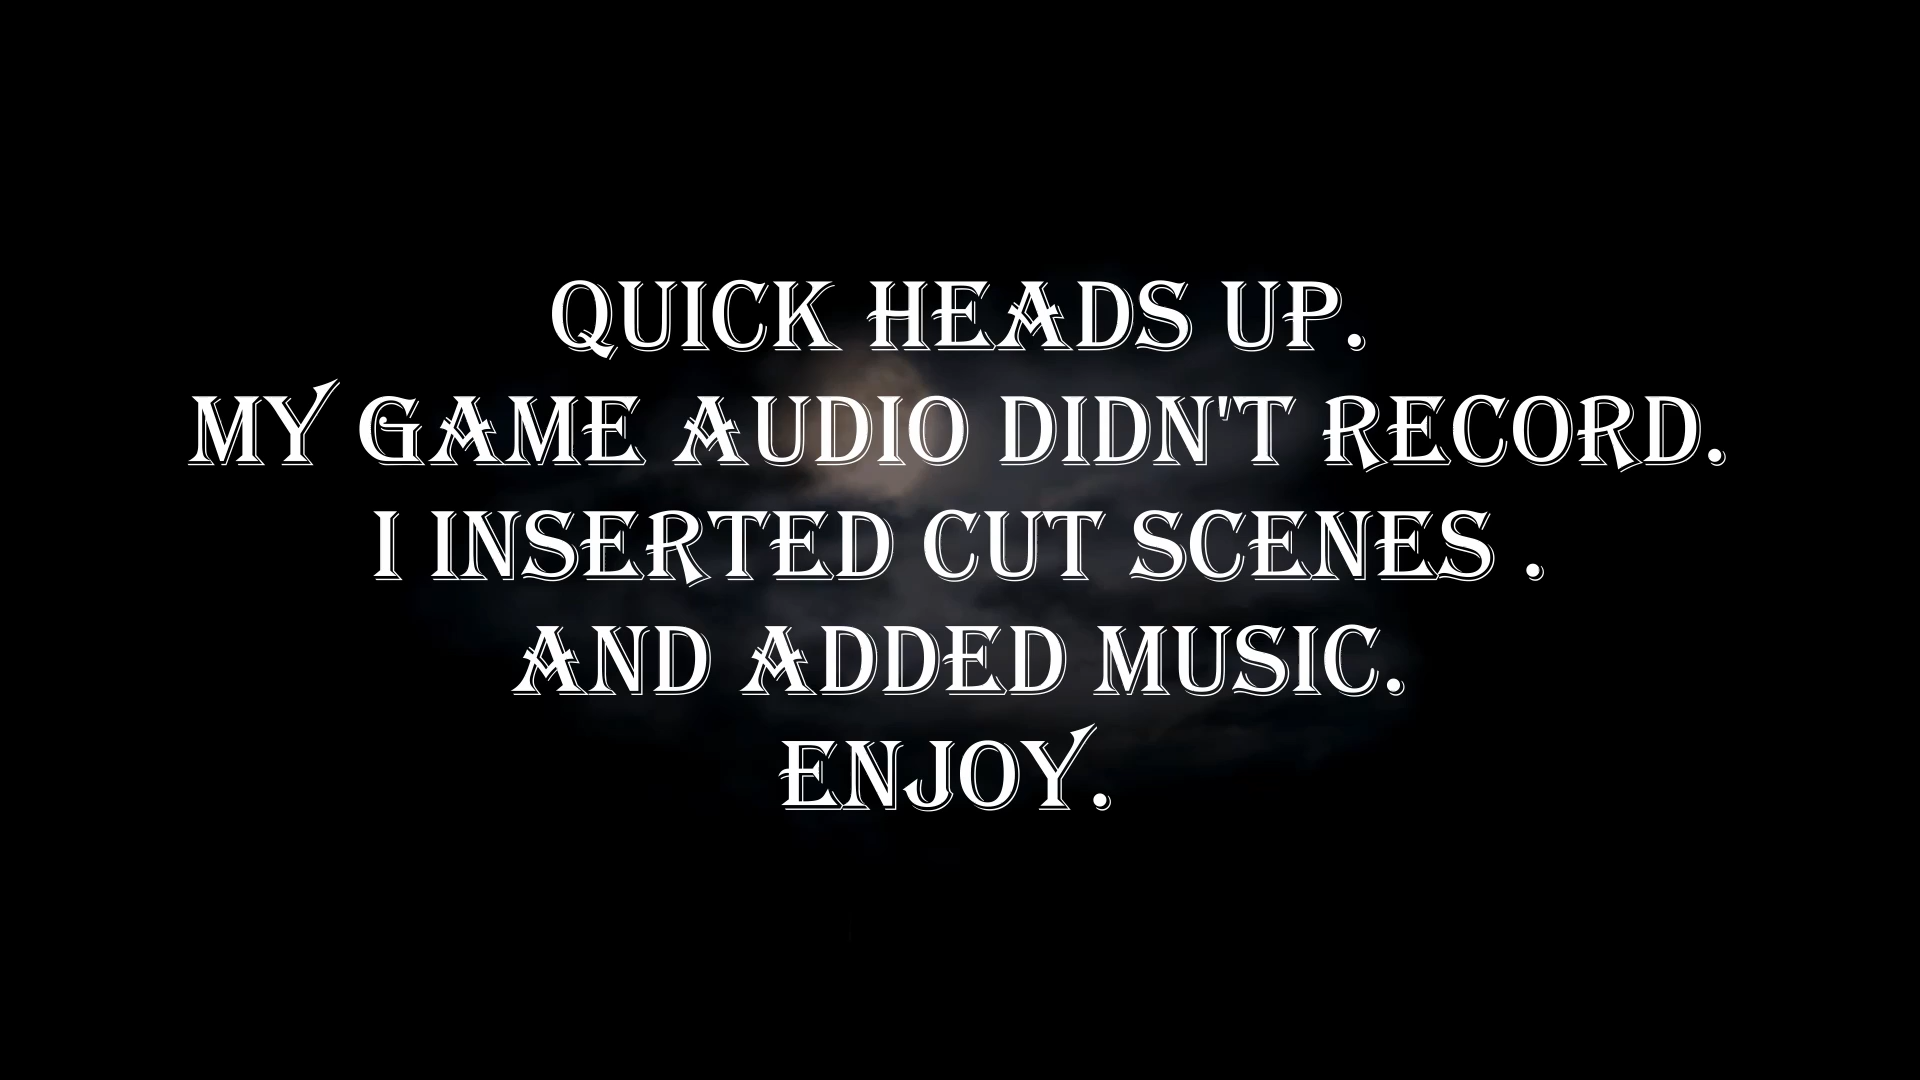 QUICK HEADS UP.
MY GAME AUDIO DIDN'T RECORD.
I INSERTED CUT SCENES .
AND ADDED MUSIC.
ENJOY.